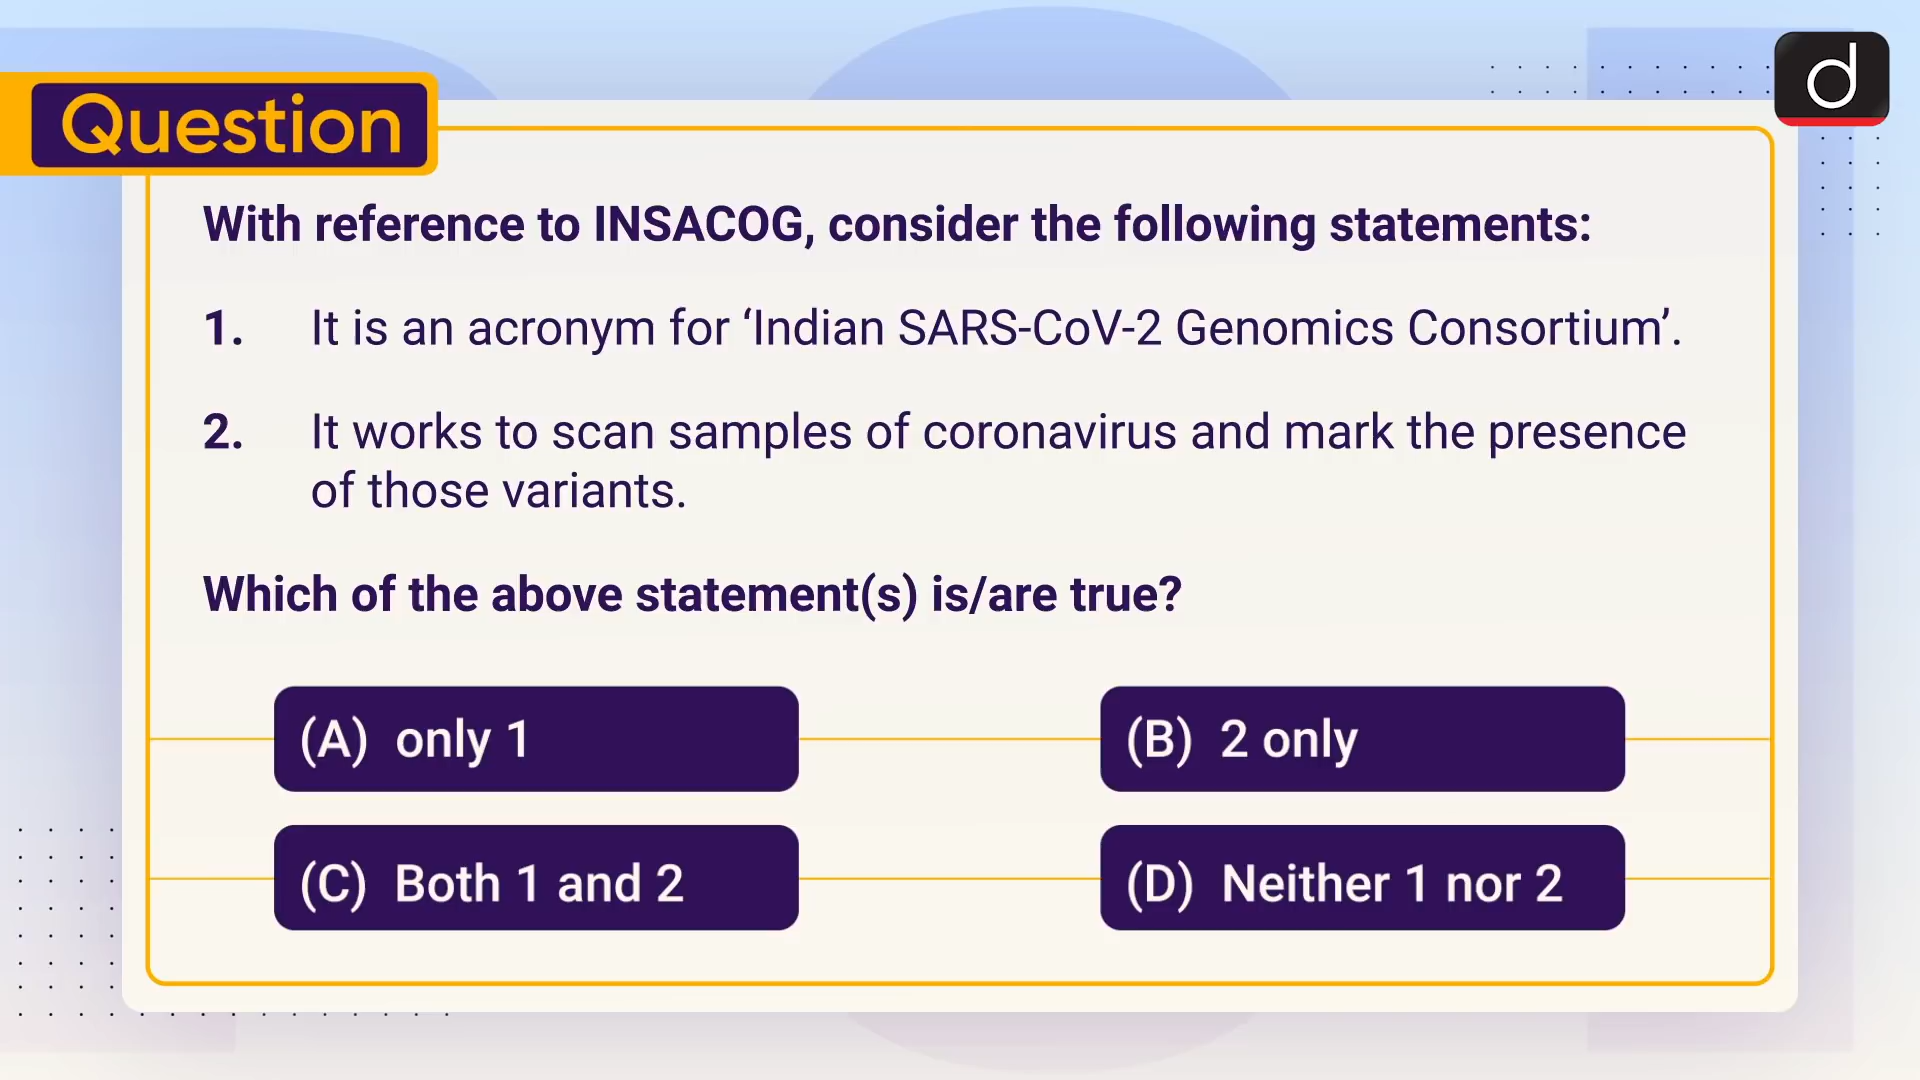 Question
d
With reference to INSACOG, consider the following statements:
1. It is an acronym for ‘Indian SARS-CoV-2 Genomics Consortium’.
2. It works to scan samples of coronavirus and mark the presence
of those variants.
Which of the above statement(s) is/are true?
(A) only 1
(B) 2 only
(C) Both 1 and 2
(D) Neither 1 nor 2